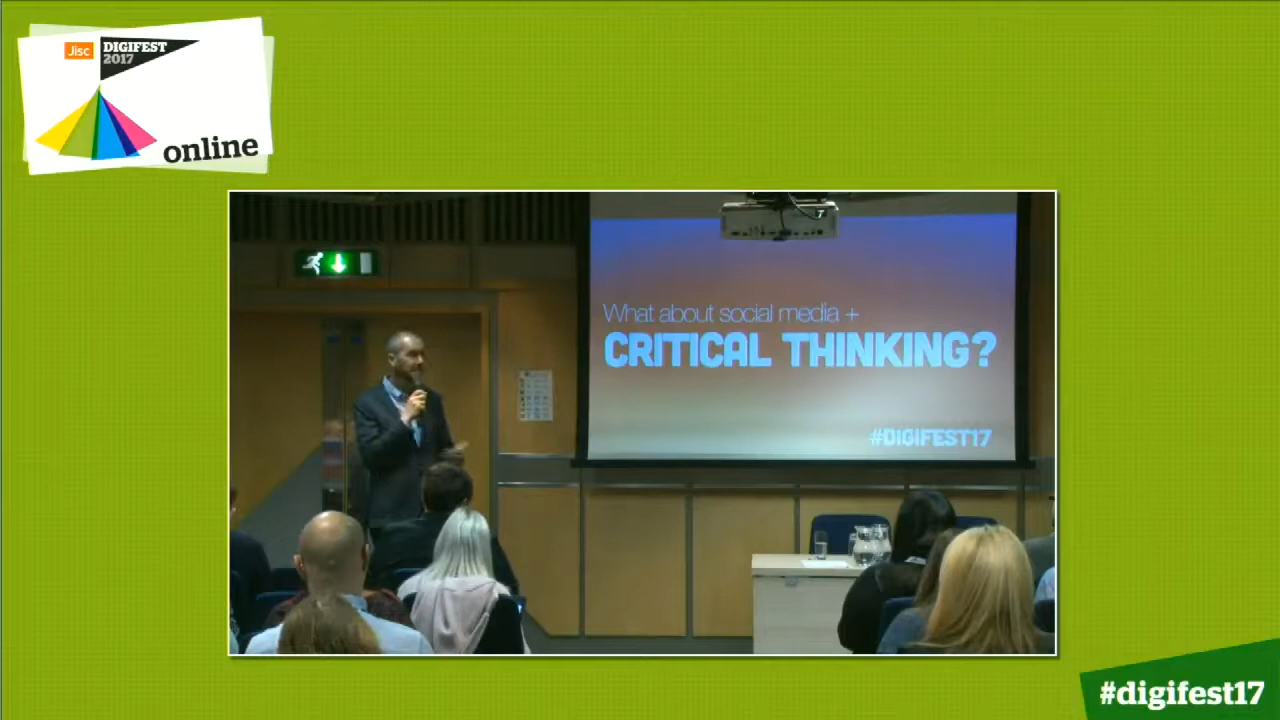 Jisc
DIGIFEST
2017
online
What about social media +
CRITICAL THINKING?
#DIGIFEST17
#digifest17